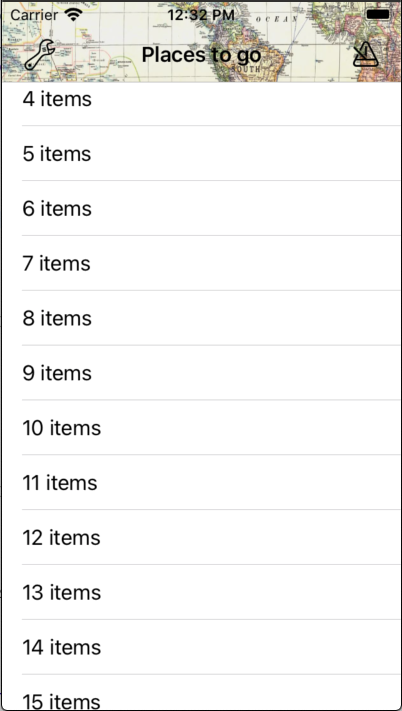 Carrier 12:32 PM
OCEAN
Places to go
OUTH
4 items
5 items
6 items
7 items
8 items
9 items
10 items
11 items
12 items
13 items
14 items
15 items